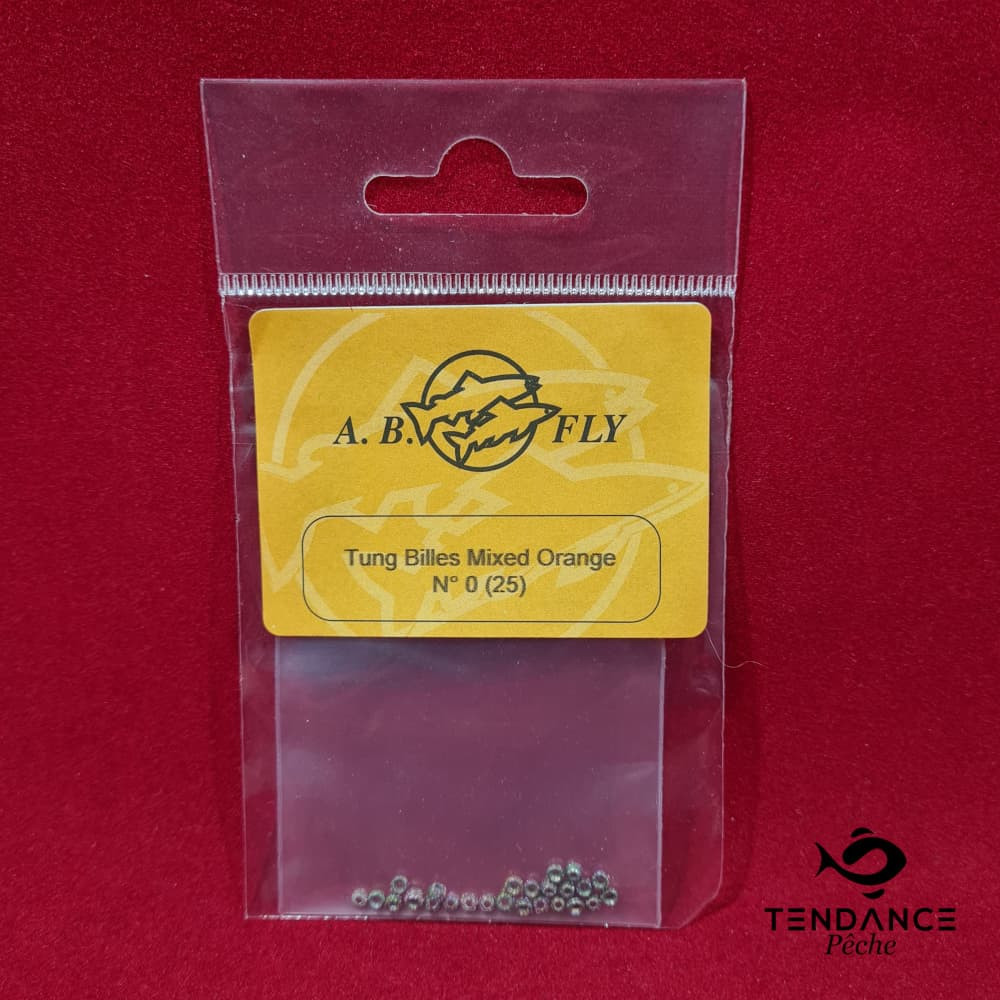 A. B. FLY
Tung Billes Mixed Orange
N° 0 (25)
TENDANCE
Pêche